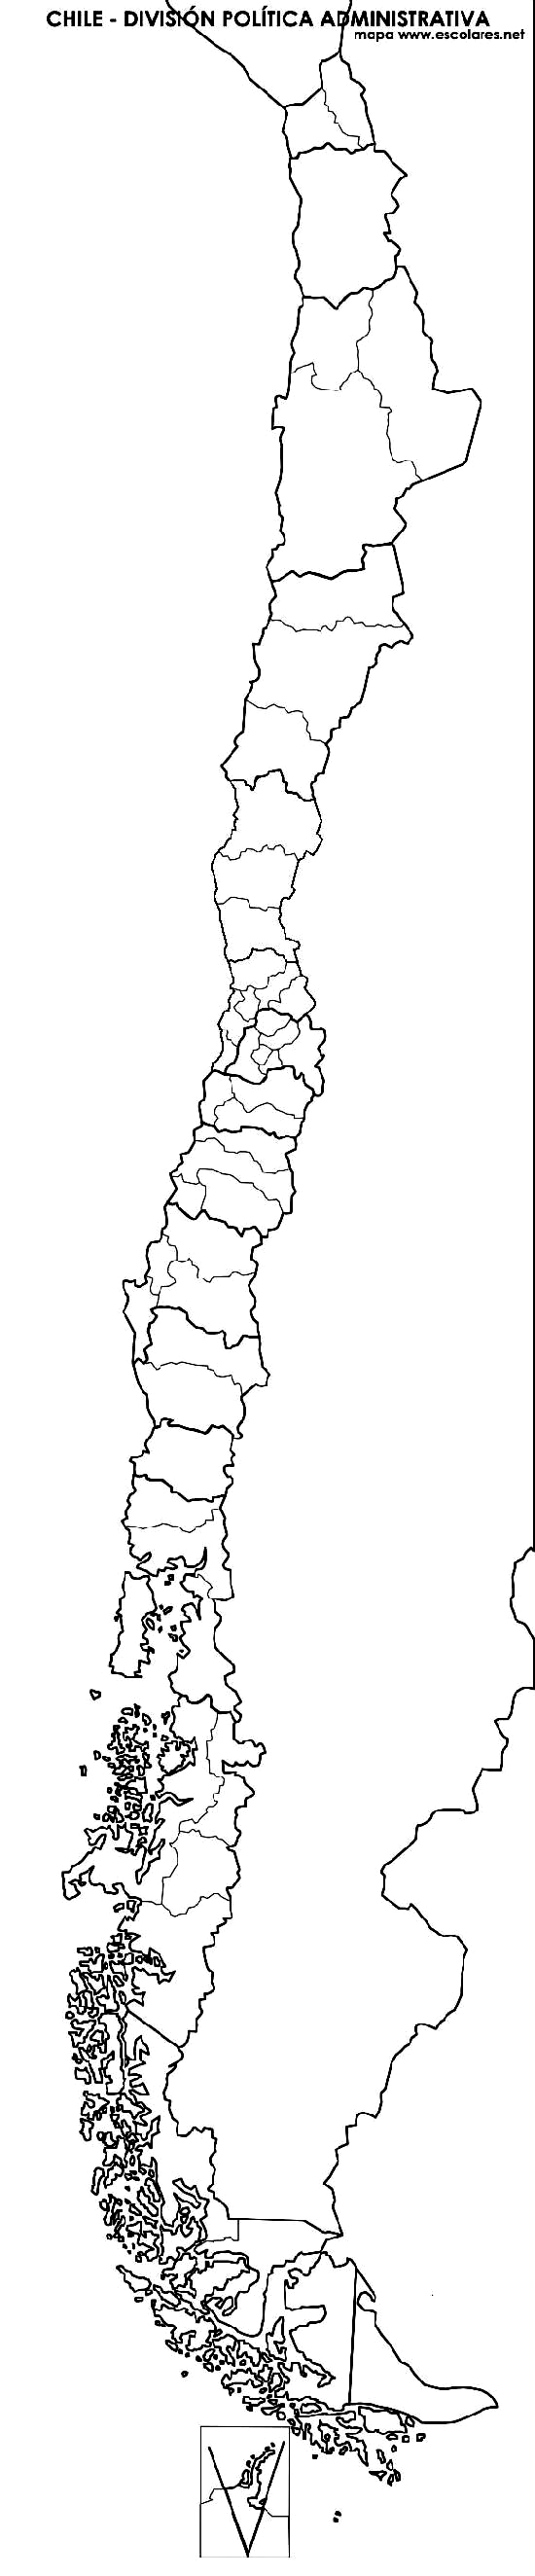 CHILE - DIVISIÓN POLÍTICA ADMINISTRATIVA
mapa www.escolares.net